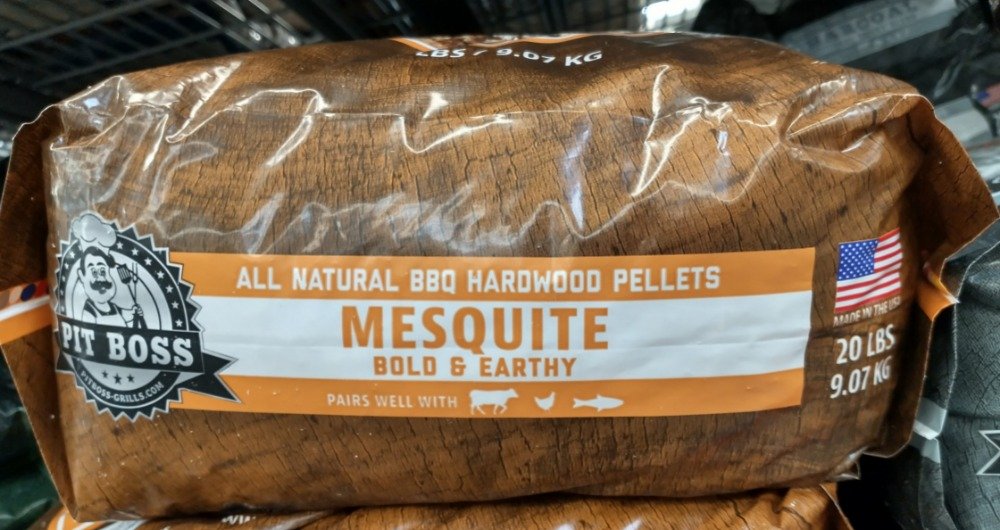 LBS / 9.07 KG
ALL NATURAL BBQ HARDWOOD PELLETS
MESQUITE
BOLD & EARTHY
PAIRS WELL WITH
PIT BOSS
PITBOSS-GRILLS.COM
MADE IN THE USA
20 LBS
9.07 KG